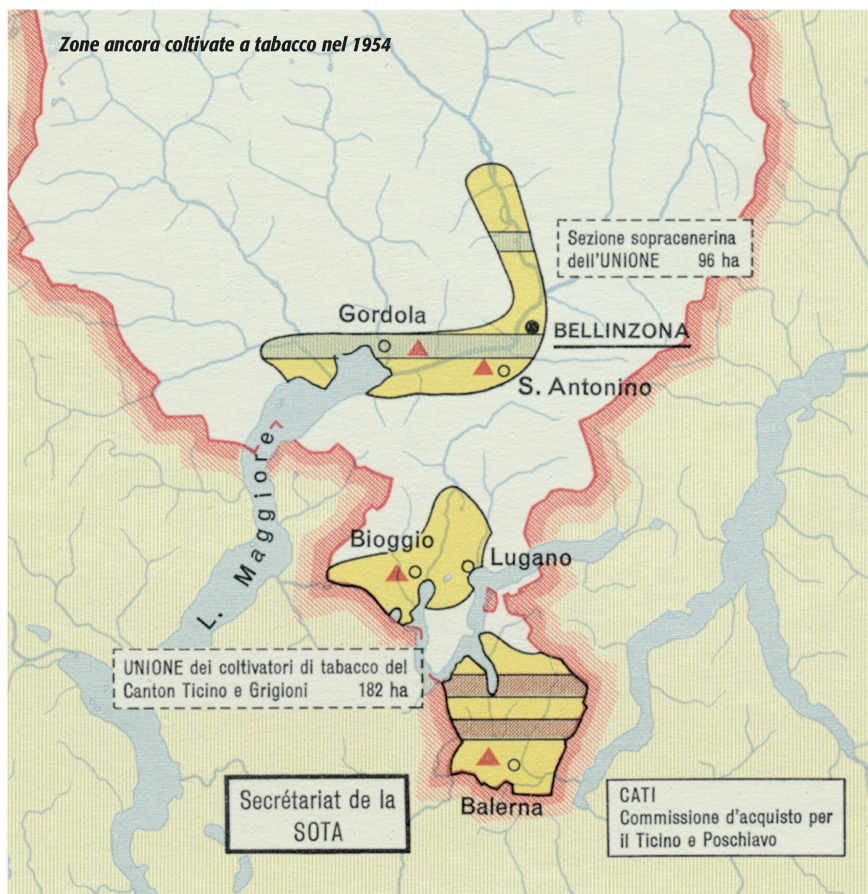 Zone ancora coltivate a tabacco nel 1954
Sezione sopracenerina
dell'UNIONE 96 ha
Gordola
BELLINZONA
S. Antonino
L. Maggiore
Bioggio
Lugano
UNIONE dei coltivatori di tabacco del
Canton Ticino e Grigioni 182 ha
Secrétariat de la
SOTA
Balerna
CATI
Commissione d'acquisto per
il Ticino e Poschiavo